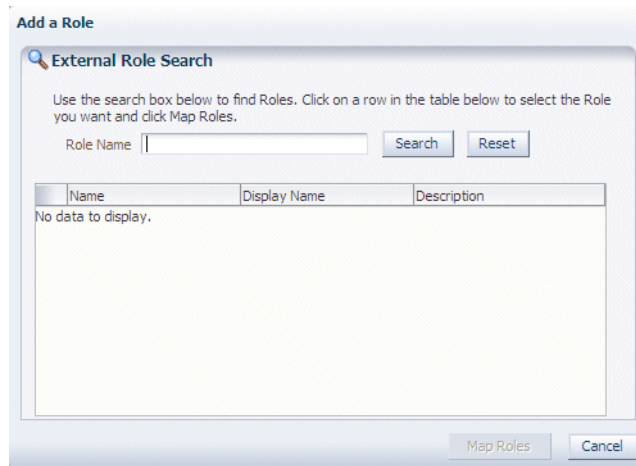 Add a Role
External Role Search
Use the search box below to find Roles. Click on a row in the table below to select the Role
you want and click Map Roles.
Role Name Search Reset
Name Display Name Description
No data to display.
Map Roles Cancel